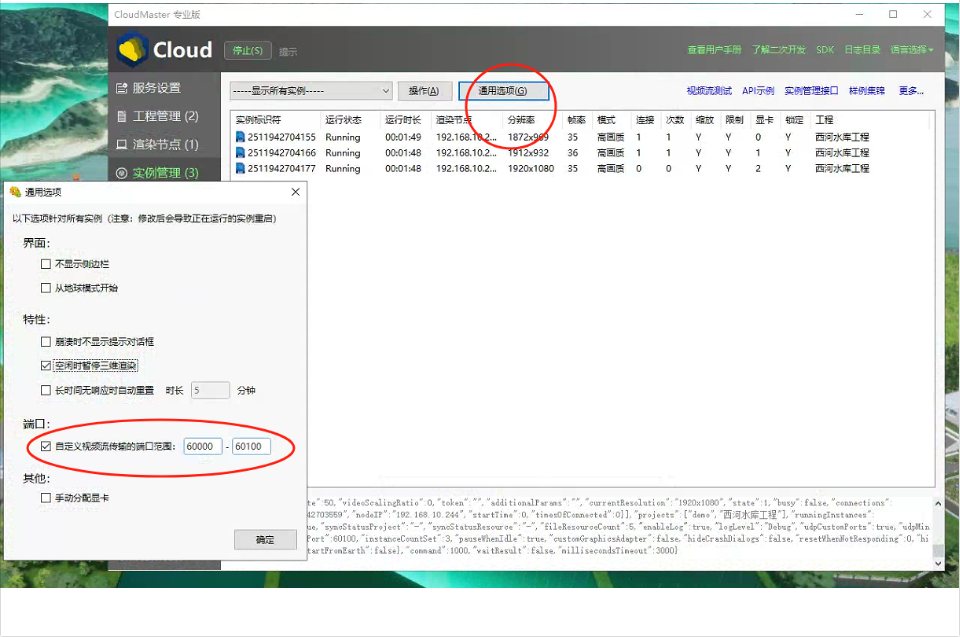 CloudMaster 专业版
Cloud 停止(S) 提示 查看用户手册 了解二次开发 SDK 日志目录 语言选择
服务设置
工程管理 (2)
渲染节点 (1)
实例管理 (3)
-----显示所有实例----- 操作(A) 通用选项(G) 视频流测试 API示例 实例管理接口 样例集锦 更多...
实例标识符 运行状态 运行时长 渲染节点 分辨率 帧率 模式 连接 次数 缩放 限制 显卡 锁定 工程
2511942704155 Running 00:01:49 192.168.10.2... 1872x969 35 高画质 1 1 Y Y 0 Y 西河水库工程
2511942704166 Running 00:01:48 192.168.10.2... 1912x932 36 高画质 1 1 Y Y 1 Y 西河水库工程
2511942704177 Running 00:01:48 192.168.10.2... 1920x1080 35 高画质 0 0 Y Y 2 Y 西河水库工程
通用选项
以下选项针对所有实例（注意：修改后会导致正在运行的实例重启）
界面：
不显示侧边栏
从地球模式开始
特性：
崩溃时不显示提示对话框
空闲时暂停三维渲染
长时间无响应时自动重置 时长 5 分钟
端口：
自定义视频流传输的端口范围： 60000 - 60100
其他：
手动分配显卡
确定
te":50,"videoScalingRatio":0,"token":"","additionalParams":"","currentResolution":"1920x1080","state":1,"busy":false,"connections":
42703559","nodeIP":"192.168.10.244","startTime":0,"timesOfConnected":0}],"projects":["demo","西河水库工程"],"runningInstances":
ue,"syncStatusProject":"-","syncStatusResource":"-","fileResourceCount":5,"enableLog":true,"logLevel":"Debug","udpCustomPorts":true,"udpMin
Port":60100,"instanceCountSet":3,"pauseWhenIdle":true,"customGraphicsAdapter":false,"hideCrashDialogs":false,"resetWhenNotResponding":0,"hi
tartFromEarth":false},"command":1000,"waitResult":false,"millisecondsTimeout":3000}